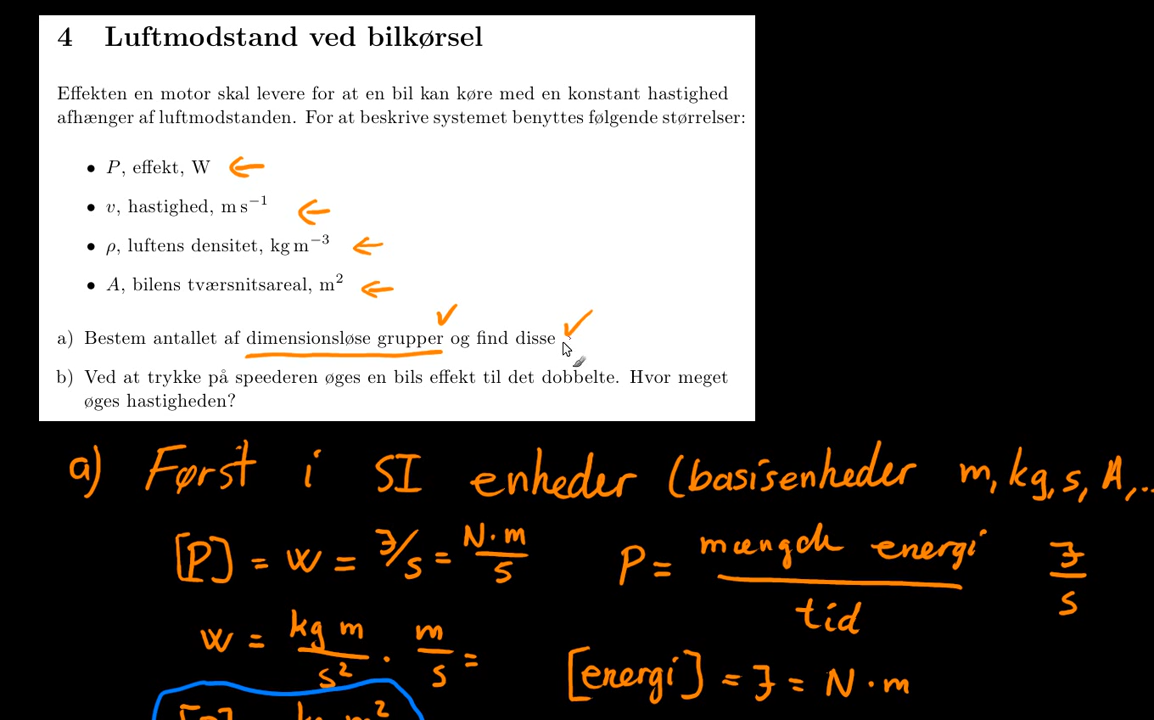 4 Luftmodstand ved bilkørsel
Effekten en motor skal levere for at en bil kan køre med en konstant hastighed
afhænger af luftmodstanden. For at beskrive systemet benyttes følgende størrelser:
• P, effekt, W
• v, hastighed, m s⁻¹
• ρ, luftens densitet, kg m⁻³
• A, bilens tværsnitsareal, m²
a) Bestem antallet af dimensionsløse grupper og find disse
b) Ved at trykke på speederen øges en bils effekt til det dobbelte. Hvor meget
øges hastigheden?
a) Først i SI enheder (basisenheder m, kg, s, A,..
[P] = W = J/s = N·m/s
P = mængde energi / tid
J/s
W = kg m/s² · m/s =
[energi] = J = N·m